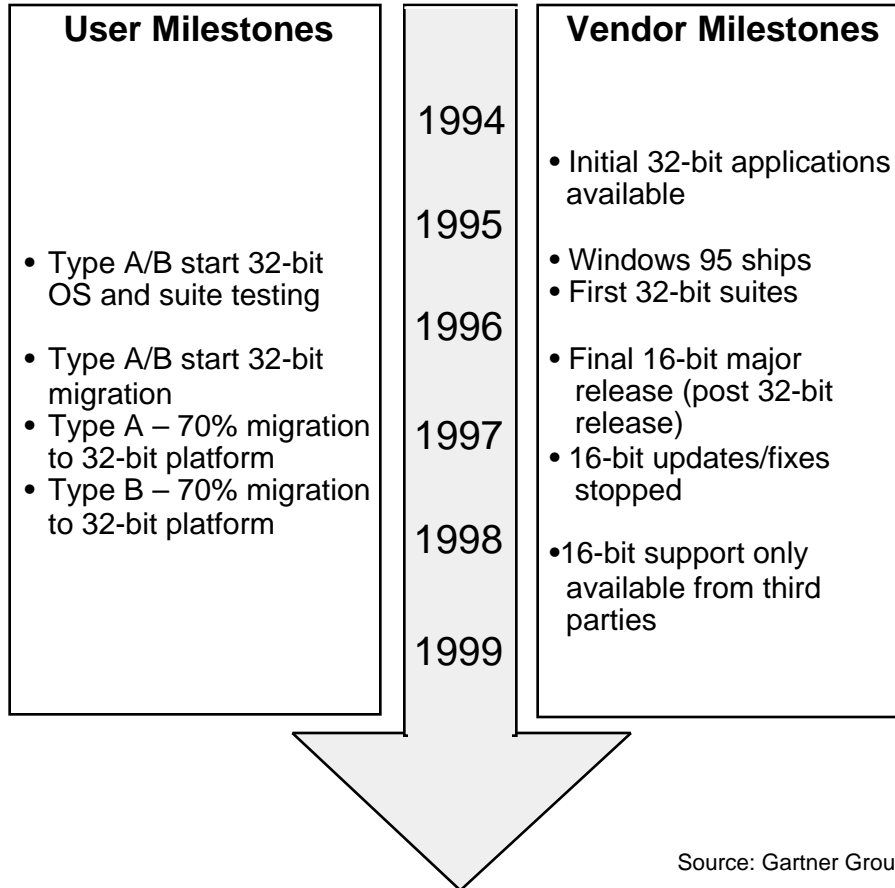 User Milestones
• Type A/B start 32-bit
OS and suite testing
• Type A/B start 32-bit
migration
• Type A – 70% migration
to 32-bit platform
• Type B – 70% migration
to 32-bit platform
1994
1995
1996
1997
1998
1999
Vendor Milestones
• Initial 32-bit applications
available
• Windows 95 ships
• First 32-bit suites
• Final 16-bit major
release (post 32-bit
release)
• 16-bit updates/fixes
stopped
•16-bit support only
available from third
parties
Source: Gartner